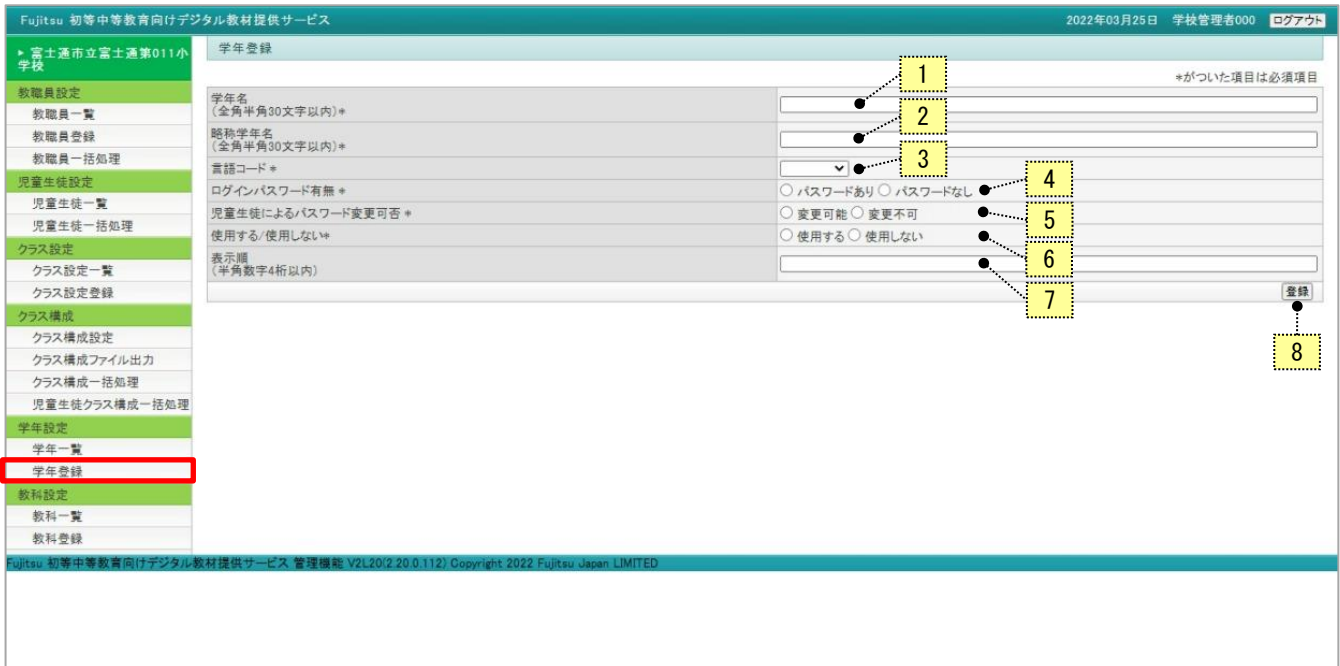 Fujitsu 初等中等教育向けデジタル教材提供サービス
2022年03月25日 学校管理者000 ログアウト
▶ 富士通市立富士通第011小
学校
教職員設定
教職員一覧
教職員登録
教職員一括処理
児童生徒設定
児童生徒一覧
児童生徒一括処理
クラス設定
クラス設定一覧
クラス設定登録
クラス構成
クラス構成設定
クラス構成ファイル出力
クラス構成一括処理
児童生徒クラス構成一括処理
学年設定
学年一覧
学年登録
教科設定
教科一覧
教科登録
学年登録
*がついた項目は必須項目
学年名
(全角半角30文字以内)*
1
略称学年名
(全角半角30文字以内)*
2
言語コード *
3
ログインパスワード有無 *
パスワードあり パスワードなし
4
児童生徒によるパスワード変更可否 *
変更可能 変更不可
5
使用する/使用しない*
使用する 使用しない
6
表示順
(半角数字4桁以内)
7
登録
8
Fujitsu 初等中等教育向けデジタル教材提供サービス 管理機能 V2L20(2.20.0.112) Copyright 2022 Fujitsu Japan LIMITED